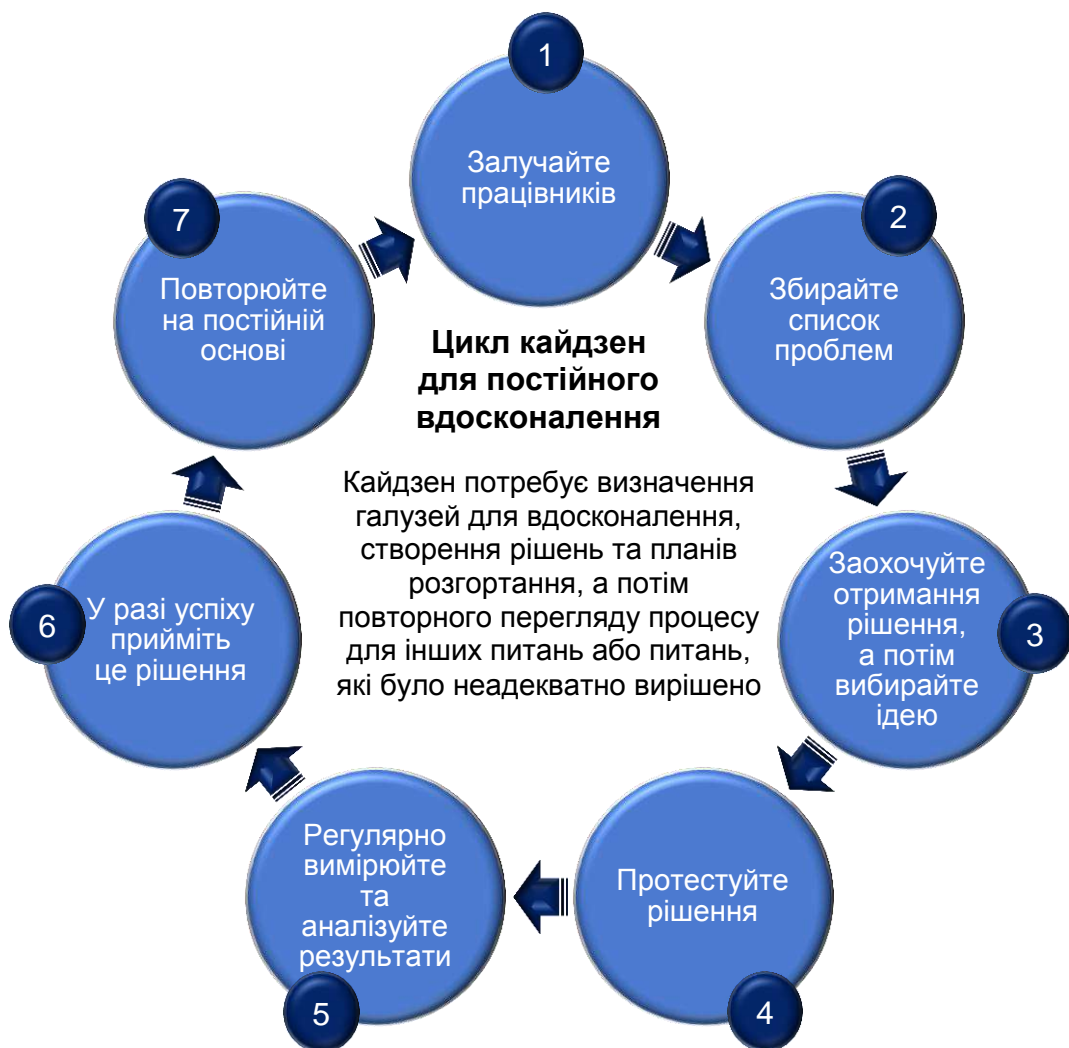 1
Залучайте
працівників
2
Збирайте
список
проблем
3
Заохочуйте
отримання
рішення,
а потім
вибирайте
ідею
4
Протестуйте
рішення
5
Регулярно
вимірюйте
та
аналізуйте
результати
6
У разі успіху
прийміть
це рішення
7
Повторюйте
на постійній
основі
Цикл кайдзен
для постійного
вдосконалення
Кайдзен потребує визначення
галузей для вдосконалення,
створення рішень та планів
розгортання, а потім
повторного перегляду процесу
для інших питань або питань,
які було неадекватно вирішено